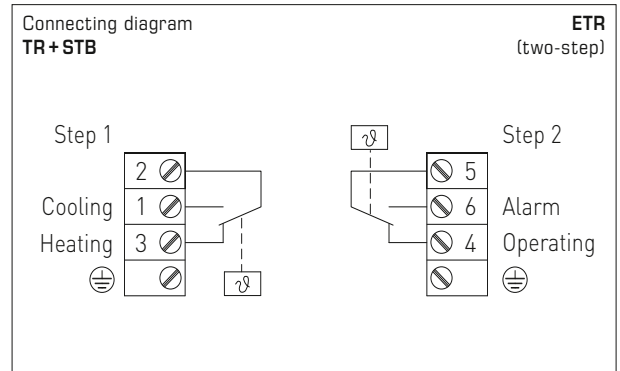 Connecting diagram
TR+STB
ETR
(two-step)
Step 1
2
Cooling 1
Heating 3
ϑ
ϑ
Step 2
5
6 Alarm
4 Operating